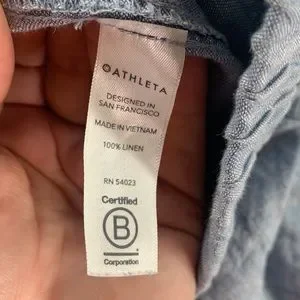 ATHLETA
DESIGNED IN
SAN FRANCISCO
MADE IN VIETNAM
100% LINEN
RN 54023
Certified
B
Corporation